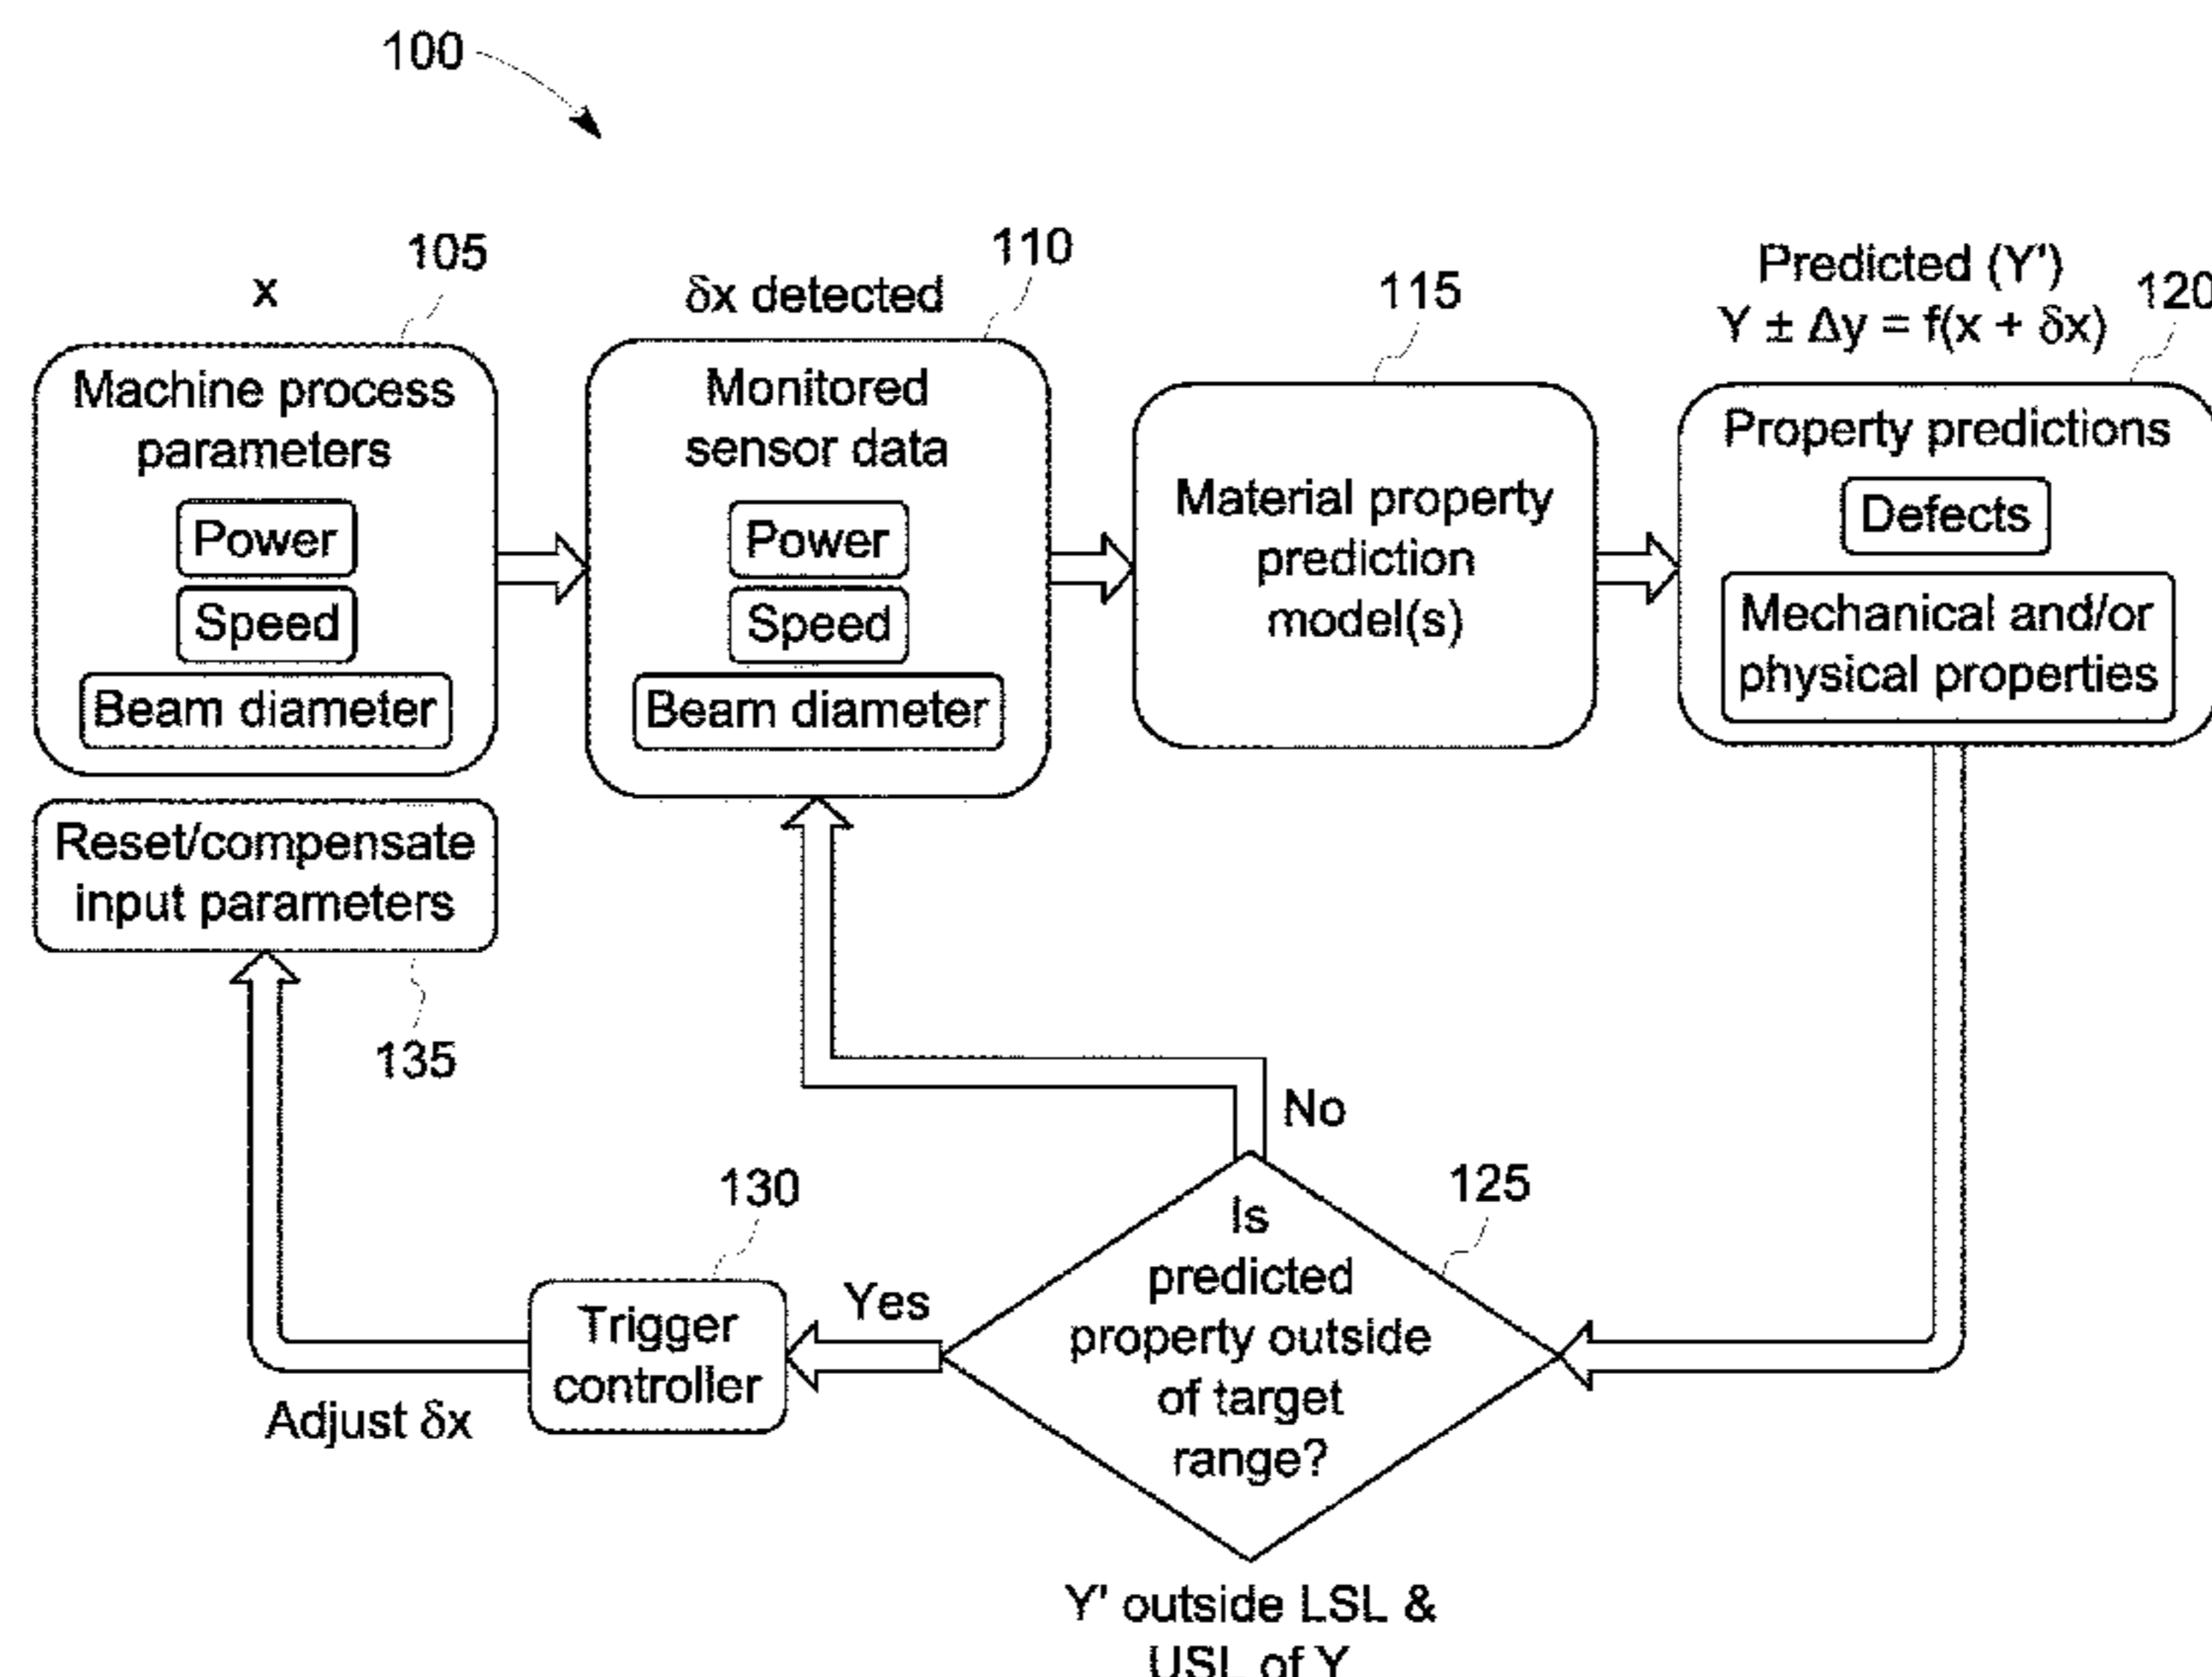 100
x
105
Machine process
parameters
Power
Speed
Beam diameter
δx detected
110
Monitored
sensor data
Power
Speed
Beam diameter
115
Material property
prediction
model(s)
Predicted (Y')
Y ± Δy = f(x + δx)
120
Property predictions
Defects
Mechanical and/or
physical properties
Reset/compensate
input parameters
135
No
125
Is
predicted
property outside
of target
range?
Yes
130
Trigger
controller
Adjust δx
Y' outside LSL &
USL of Y